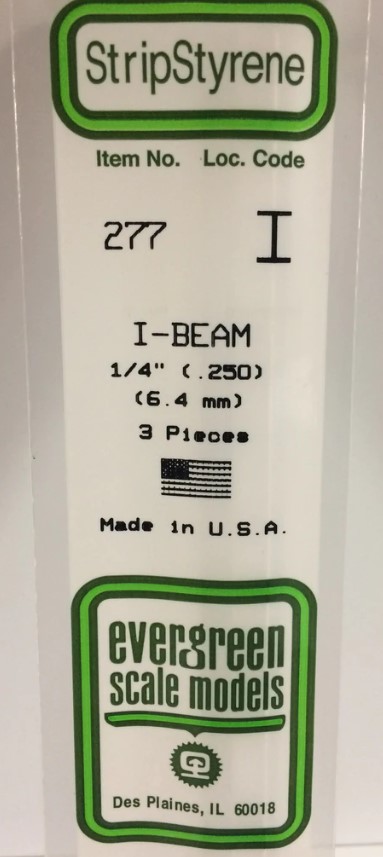 StripStyrene
Item No. Loc. Code
277 I
I-BEAM
1/4" (.250)
(6.4 mm)
3 Pieces
Made in U.S.A.
evergreen
scale models
Des Plaines, IL 60018